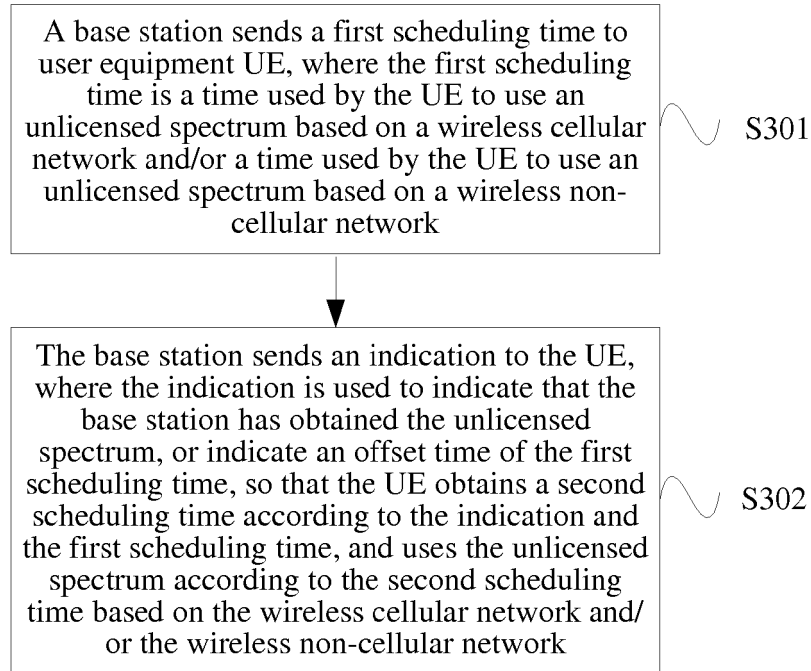 A base station sends a first scheduling time to
user equipment UE, where the first scheduling
time is a time used by the UE to use an
unlicensed spectrum based on a wireless cellular
network and/or a time used by the UE to use an
unlicensed spectrum based on a wireless non-
cellular network
S301
The base station sends an indication to the UE,
where the indication is used to indicate that the
base station has obtained the unlicensed
spectrum, or indicate an offset time of the first
scheduling time, so that the UE obtains a second
scheduling time according to the indication and
the first scheduling time, and uses the unlicensed
spectrum according to the second scheduling
time based on the wireless cellular network and/
or the wireless non-cellular network
S302